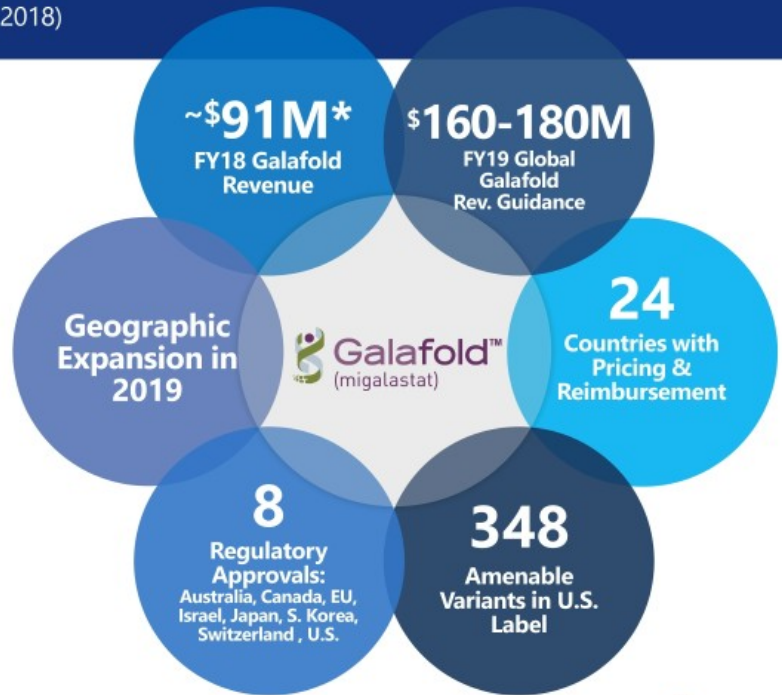 2018)
~$91M*
FY18 Galafold
Revenue
$160-180M
FY19 Global
Galafold
Rev. Guidance
Geographic
Expansion in
2019
Galafold™
(migalastat)
24
Countries with
Pricing &
Reimbursement
8
Regulatory
Approvals:
Australia, Canada, EU,
Israel, Japan, S. Korea,
Switzerland , U.S.
348
Amenable
Variants in U.S.
Label